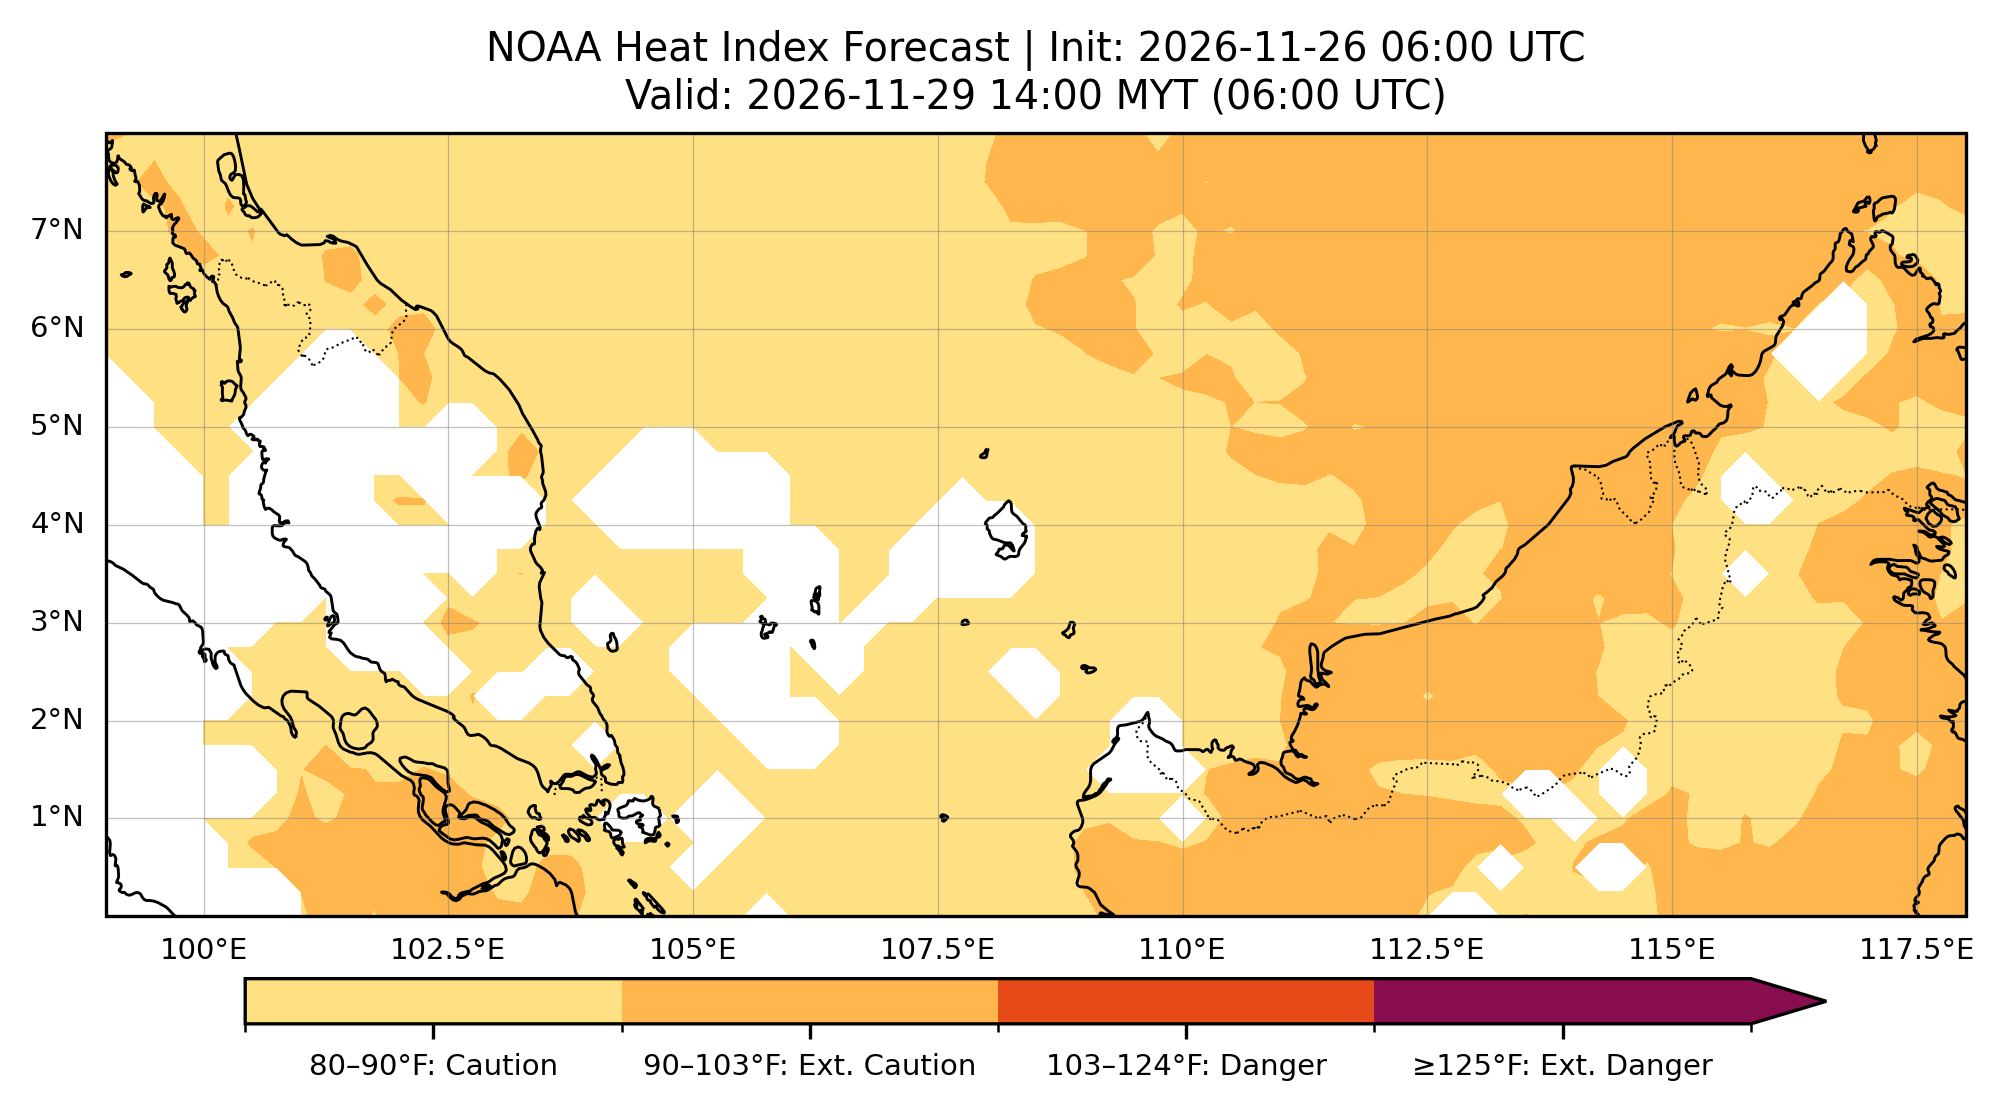 NOAA Heat Index Forecast | Init: 2026-11-26 06:00 UTC
Valid: 2026-11-29 14:00 MYT (06:00 UTC)
7°N
6°N
5°N
4°N
3°N
2°N
1°N
100°E 102.5°E 105°E 107.5°E 110°E 112.5°E 115°E 117.5°E
80–90°F: Caution 90–103°F: Ext. Caution 103–124°F: Danger ≥125°F: Ext. Danger